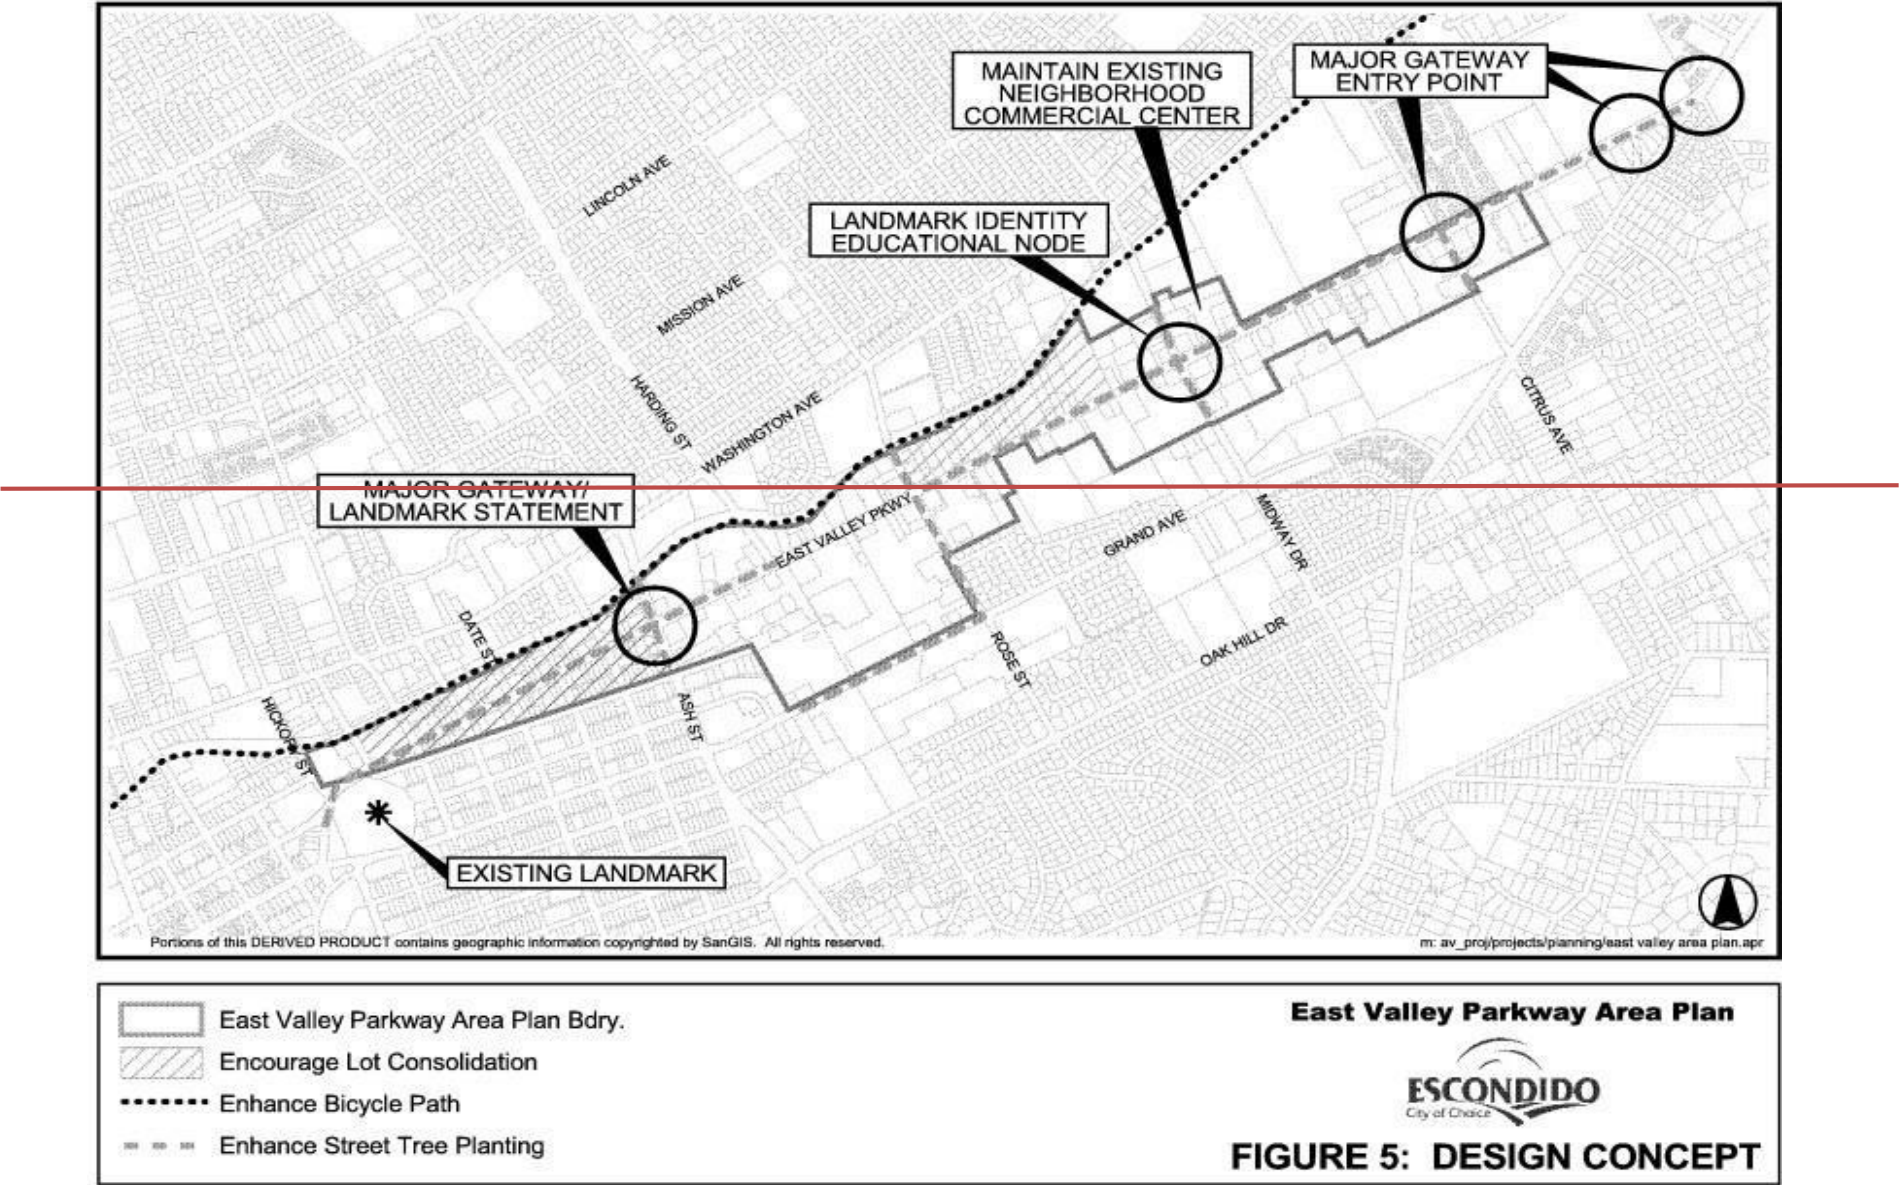 MAJOR GATEWAY
ENTRY POINT
MAINTAIN EXISTING
NEIGHBORHOOD
COMMERCIAL CENTER
LANDMARK IDENTITY
EDUCATIONAL NODE
LINCOLN AVE
MISSION AVE
HARDING ST
WASHINGTON AVE
CITRUS AVE
MAJOR GATEWAY/
LANDMARK STATEMENT
EAST VALLEY PKWY
GRAND AVE
MIDWAY DR
DATE ST
ROSE ST
OAK HILL DR
HICKORY ST
ASH ST
EXISTING LANDMARK
Portions of this DERIVED PRODUCT contains geographic information copyrighted by SanGIS. All rights reserved.
m: av_proj/projects/planning/east valley area plan.apr
East Valley Parkway Area Plan Bdry.
Encourage Lot Consolidation
Enhance Bicycle Path
Enhance Street Tree Planting
East Valley Parkway Area Plan
ESCONDIDO
City of Choice
FIGURE 5: DESIGN CONCEPT